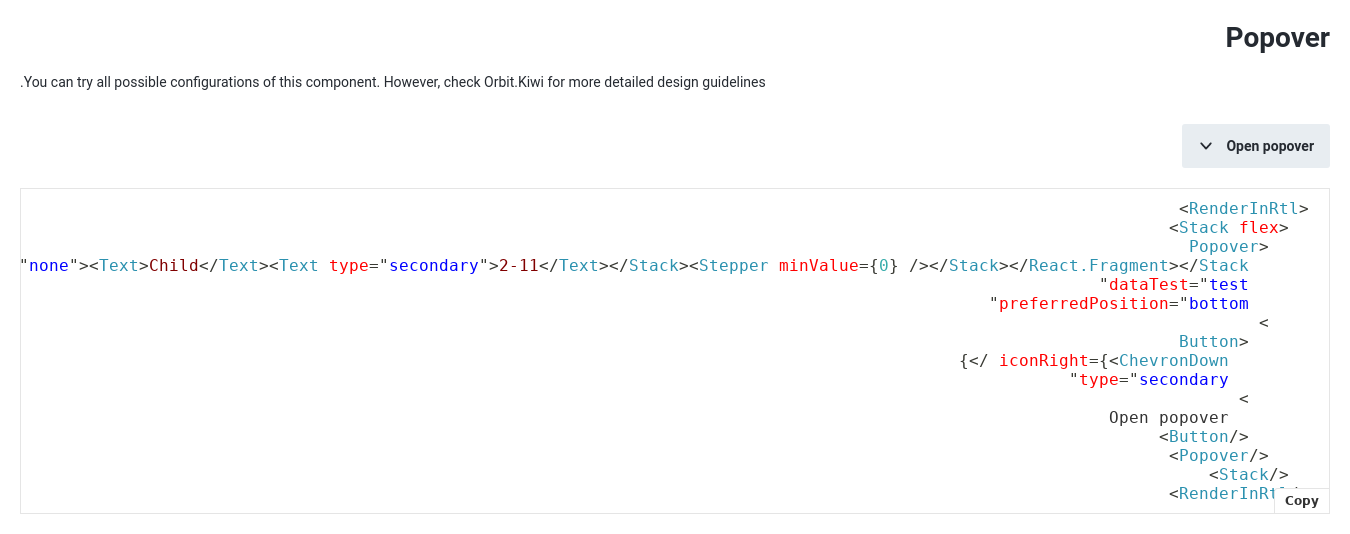 Popover
.You can try all possible configurations of this component. However, check Orbit.Kiwi for more detailed design guidelines
Open popover
<RenderInRtl>
<Stack flex>
Popover>
"none"><Text>Child</Text><Text type="secondary">2-11</Text></Stack><Stepper minValue={0} /></Stack></React.Fragment></Stack
"dataTest="test
"preferredPosition="bottom
<
Button>
{</ iconRight={<ChevronDown
"type="secondary
<
Open popover
<Button/>
<Popover/>
<Stack/>
<RenderInRt
Copy